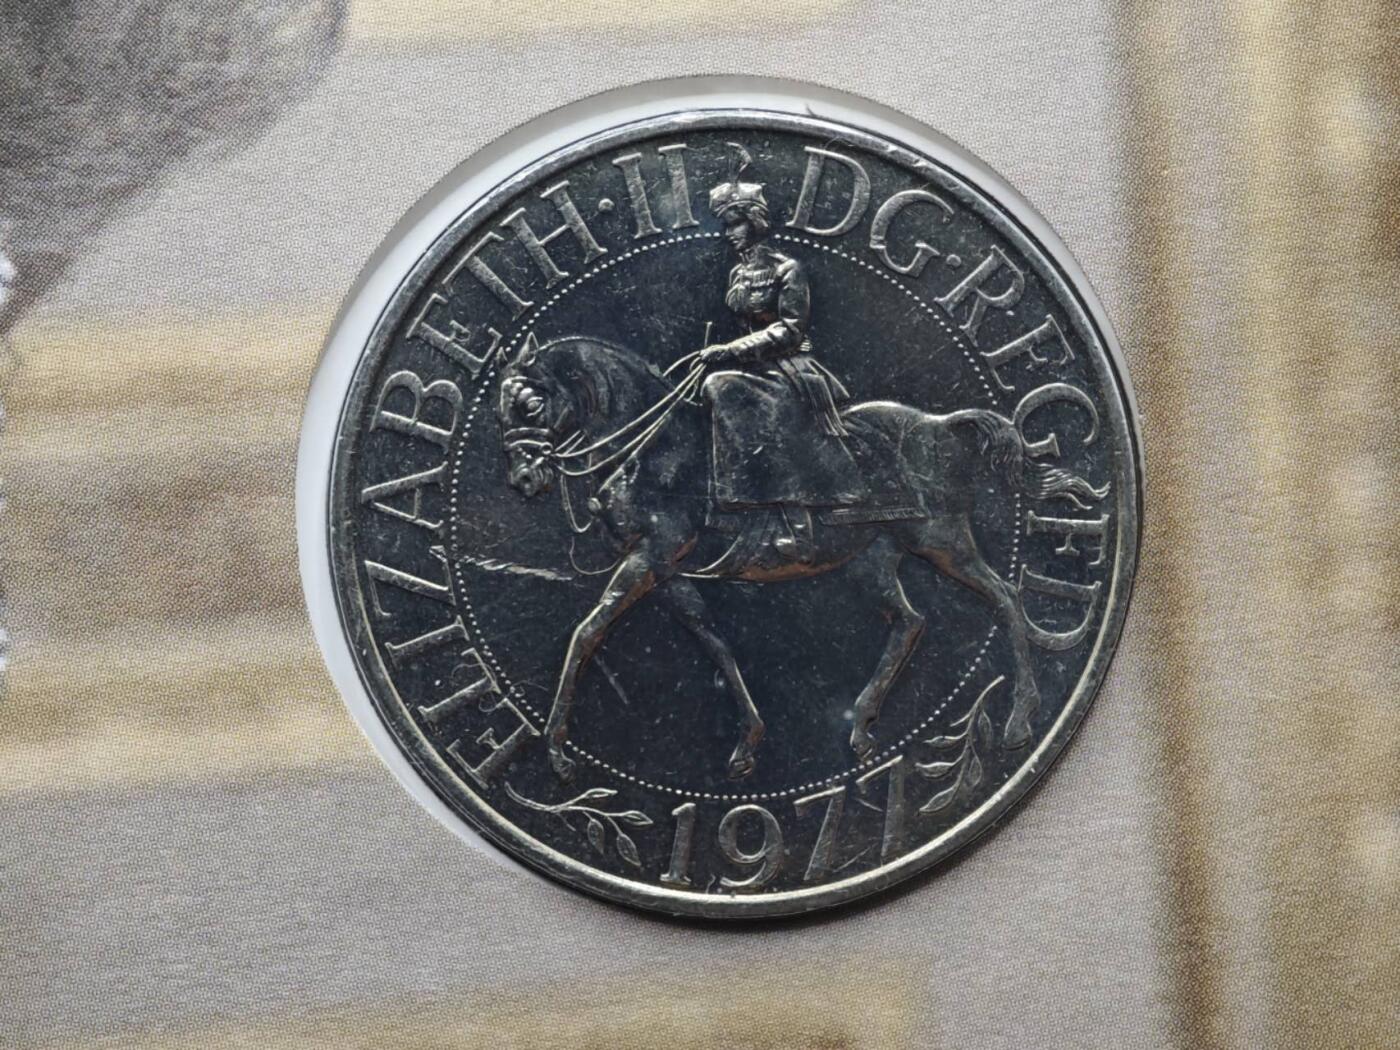 ELIZABETH·II DG·REG·FD
1977